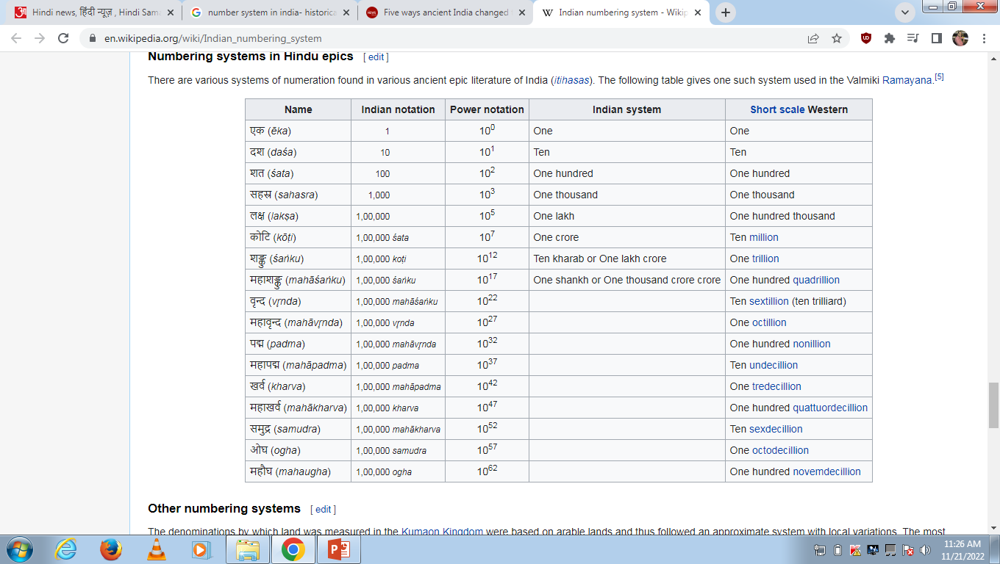 Hindi news, हिंदी न्यूज़ , Hindi Sama
number system in india- historica
Five ways ancient India changed
Indian numbering system - Wikip
en.wikipedia.org/wiki/Indian_numbering_system
Numbering systems in Hindu epics [ edit ]
There are various systems of numeration found in various ancient epic literature of India (itihasas). The following table gives one such system used in the Valmiki Ramayana.[5]
Name Indian notation Power notation Indian system Short scale Western
एक (ēka) 1 10^0 One One
दश (daśa) 10 10^1 Ten Ten
शत (śata) 100 10^2 One hundred One hundred
सहस्र (sahasra) 1,000 10^3 One thousand One thousand
लक्ष (lakṣa) 1,00,000 10^5 One lakh One hundred thousand
कोटि (kōṭi) 1,00,000 śata 10^7 One crore Ten million
शङ्कु (śaṅku) 1,00,000 koṭi 10^12 Ten kharab or One lakh crore One trillion
महाशङ्कु (mahāśaṅku) 1,00,000 śaṅku 10^17 One shankh or One thousand crore crore One hundred quadrillion
वृन्द (vṛnda) 1,00,000 mahāśaṅku 10^22 Ten sextillion (ten trilliard)
महावृन्द (mahāvṛnda) 1,00,000 vṛnda 10^27 One octillion
पद्म (padma) 1,00,000 mahāvṛnda 10^32 One hundred nonillion
महापद्म (mahāpadma) 1,00,000 padma 10^37 Ten undecillion
खर्व (kharva) 1,00,000 mahāpadma 10^42 One tredecillion
महाखर्व (mahākharva) 1,00,000 kharva 10^47 One hundred quattuordecillion
समुद्र (samudra) 1,00,000 mahākharva 10^52 Ten sexdecillion
ओघ (ogha) 1,00,000 samudra 10^57 One octodecillion
महौघ (mahaugha) 1,00,000 ogha 10^62 One hundred novemdecillion
Other numbering systems [ edit ]
The denominations by which land was measured in the Kumaon Kingdom were based on arable lands and thus followed an approximate system with local variations. The most
11:26 AM
11/21/2022